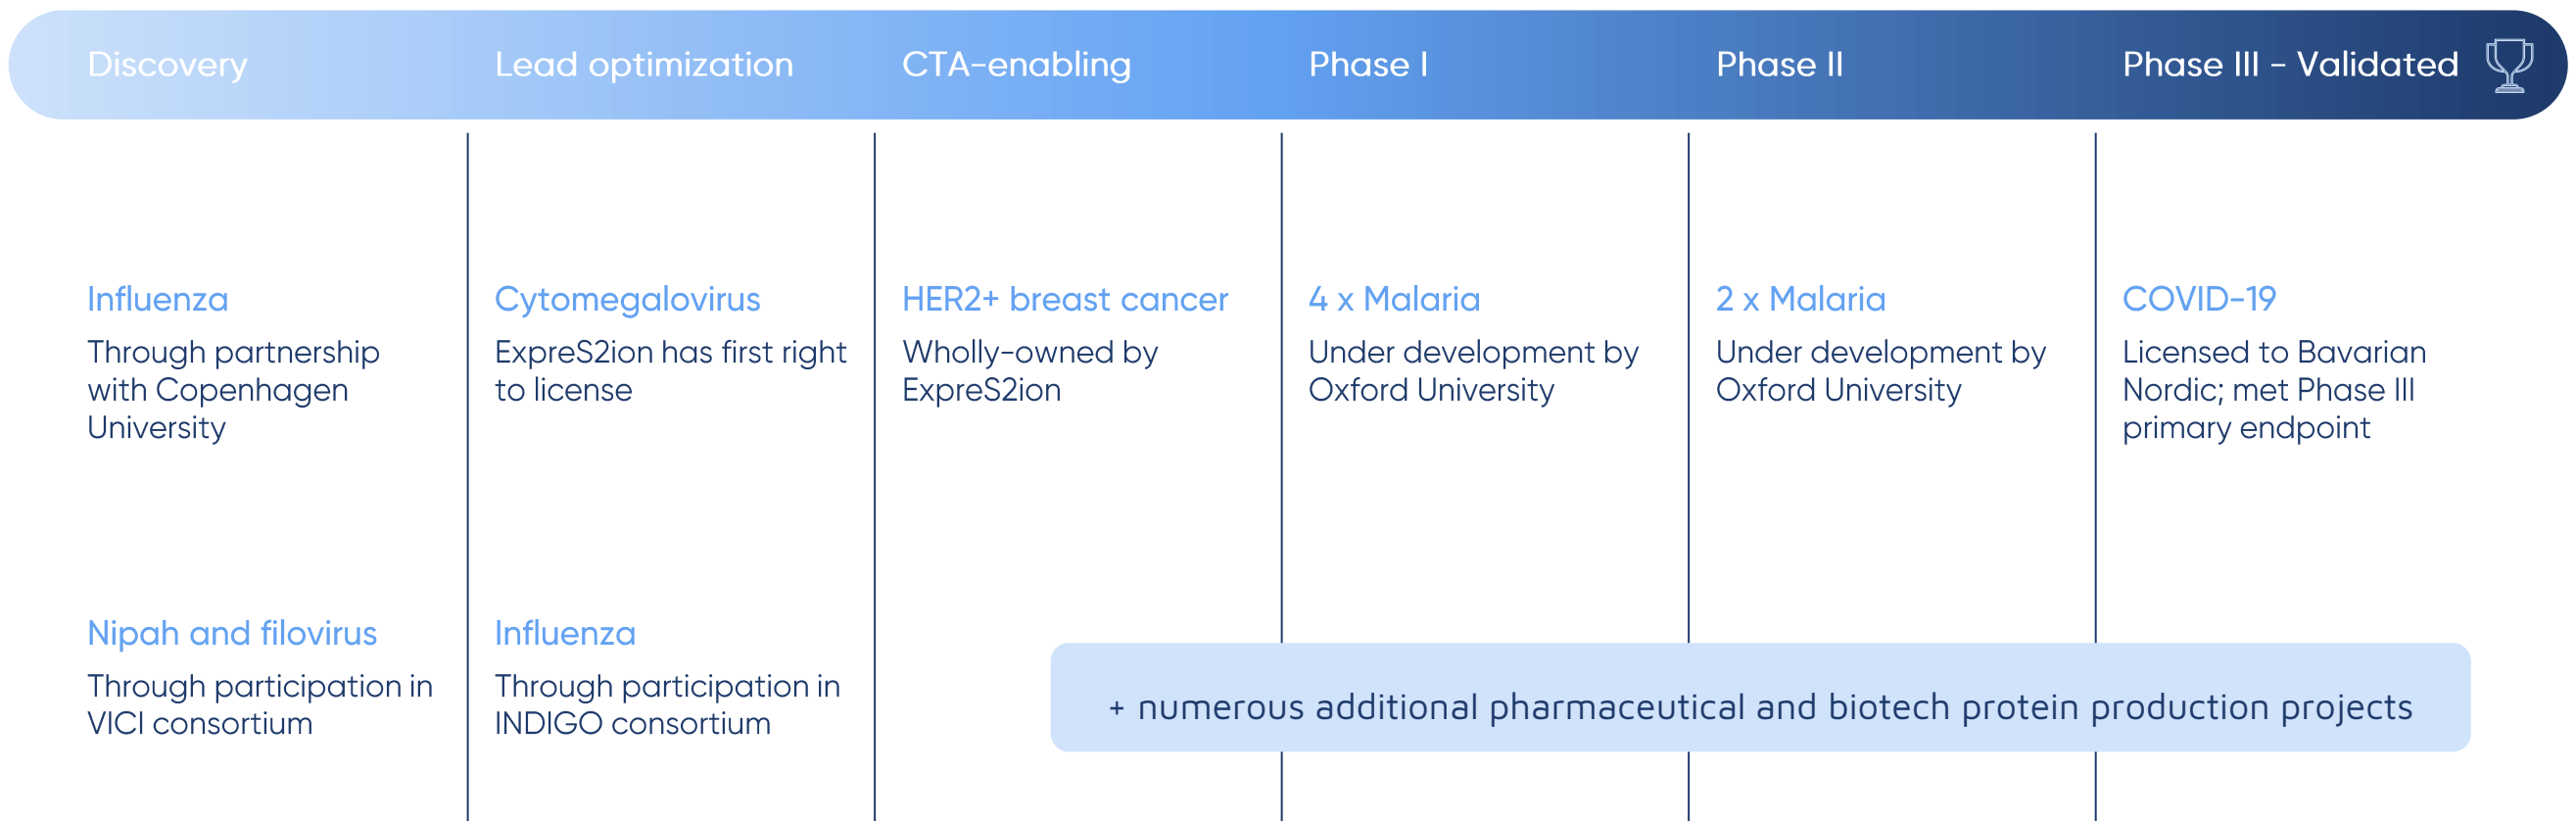 Discovery
Lead optimization
CTA-enabling
Phase I
Phase II
Phase III - Validated
Influenza
Through partnership
with Copenhagen
University
Cytomegalovirus
ExpreS2ion has first right
to license
HER2+ breast cancer
Wholly-owned by
ExpreS2ion
4 x Malaria
Under development by
Oxford University
2 x Malaria
Under development by
Oxford University
COVID-19
Licensed to Bavarian
Nordic; met Phase III
primary endpoint
Nipah and filovirus
Through participation in
VICI consortium
Influenza
Through participation in
INDIGO consortium
+ numerous additional pharmaceutical and biotech protein production projects